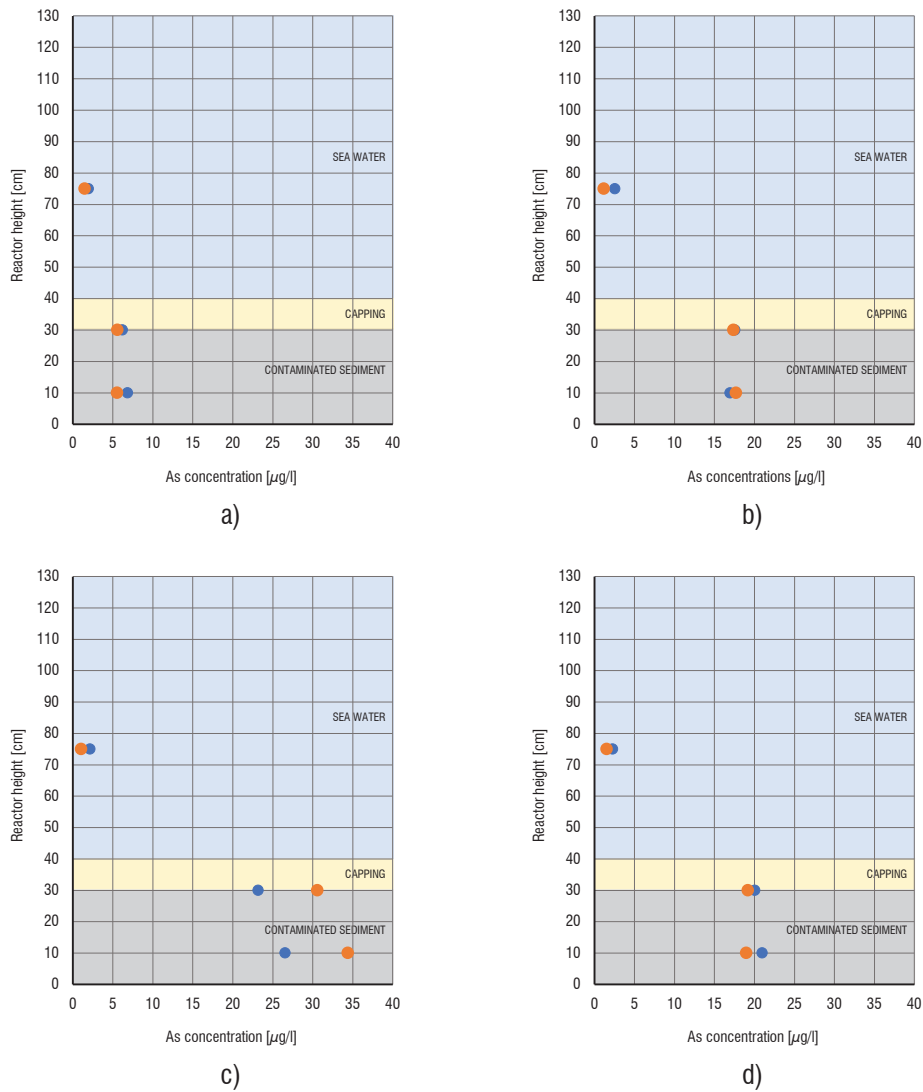 130
120
110
100
90
80
70
60
50
40
30
20
10
0
Reactor height [cm]
SEA WATER
CAPPING
CONTAMINATED SEDIMENT
0 5 10 15 20 25 30 35 40
As concentration [µg/l]
a)
130
120
110
100
90
80
70
60
50
40
30
20
10
0
Reactor height [cm]
SEA WATER
CAPPING
CONTAMINATED SEDIMENT
0 5 10 15 20 25 30 35 40
As concentrations [µg/l]
b)
130
120
110
100
90
80
70
60
50
40
30
20
10
0
Reactor height [cm]
SEA WATER
CAPPING
CONTAMINATED SEDIMENT
0 5 10 15 20 25 30 35 40
As concentration [µg/l]
c)
130
120
110
100
90
80
70
60
50
40
30
20
10
0
Reactor height [cm]
SEA WATER
CAPPING
CONTAMINATED SEDIMENT
0 5 10 15 20 25 30 35 40
As concentration [µg/l]
d)